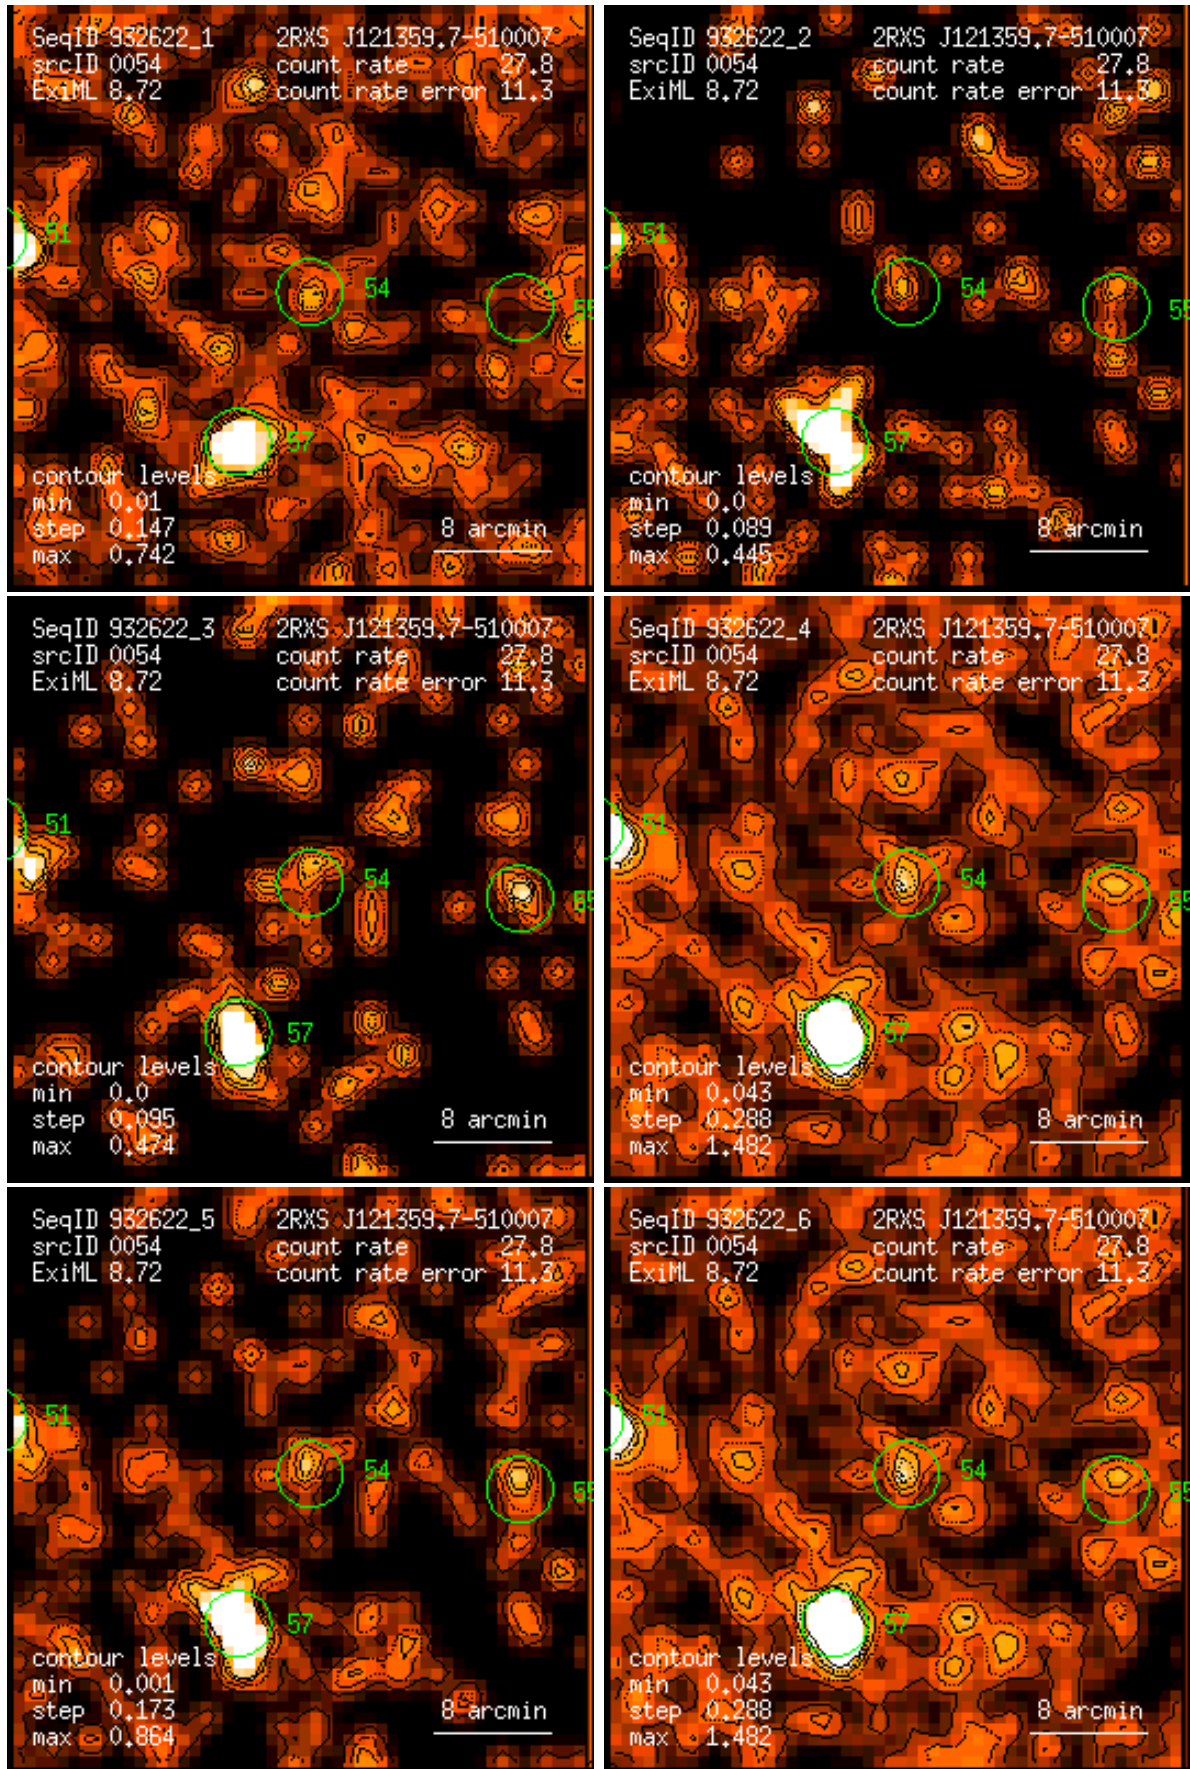 SeqID 932622_1 2RXS J121359.7-510007
srcID 0054 count rate 27.8
ExiML 8.72 count rate error 11.3
51
54
55
57
contour levels
min 0.01
step 0.147
max 0.742
8 arcmin
SeqID 932622_2 2RXS J121359.7-510007
srcID 0054 count rate 27.8
ExiML 8.72 count rate error 11.3
51
54
55
57
contour levels
min 0.0
step 0.089
max 0.445
8 arcmin
SeqID 932622_3 2RXS J121359.7-510007
srcID 0054 count rate 27.8
ExiML 8.72 count rate error 11.3
51
54
55
57
contour levels
min 0.0
step 0.095
max 0.474
8 arcmin
SeqID 932622_4 2RXS J121359.7-510007
srcID 0054 count rate 27.8
ExiML 8.72 count rate error 11.3
51
54
55
57
contour levels
min 0.043
step 0.288
max 1.482
8 arcmin
SeqID 932622_5 2RXS J121359.7-510007
srcID 0054 count rate 27.8
ExiML 8.72 count rate error 11.3
51
54
55
57
contour levels
min 0.001
step 0.173
max 0.864
8 arcmin
SeqID 932622_6 2RXS J121359.7-510007
srcID 0054 count rate 27.8
ExiML 8.72 count rate error 11.3
51
54
55
57
contour levels
min 0.043
step 0.288
max 1.482
8 arcmin